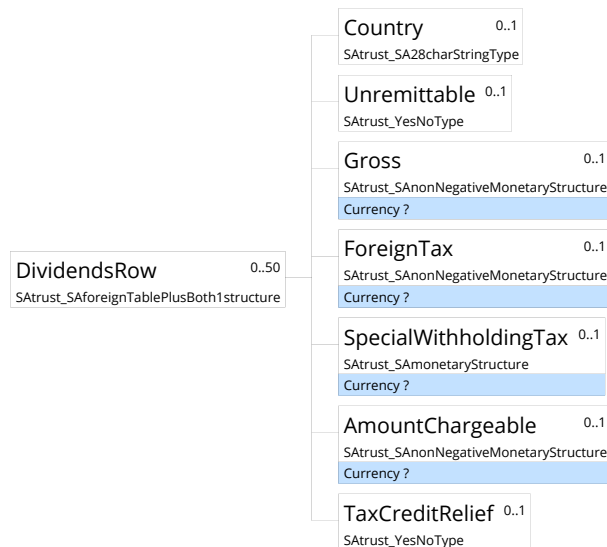 Country 0..1
SAtrust_SA28charStringType
Unremittable 0..1
SAtrust_YesNoType
Gross 0..1
SAtrust_SAnonNegativeMonetaryStructure
Currency ?
DividendsRow 0..50
SAtrust_SAforeignTablePlusBoth1structure
ForeignTax 0..1
SAtrust_SAnonNegativeMonetaryStructure
Currency ?
SpecialWithholdingTax 0..1
SAtrust_SAmonetaryStructure
Currency ?
AmountChargeable 0..1
SAtrust_SAnonNegativeMonetaryStructure
Currency ?
TaxCreditRelief 0..1
SAtrust_YesNoType